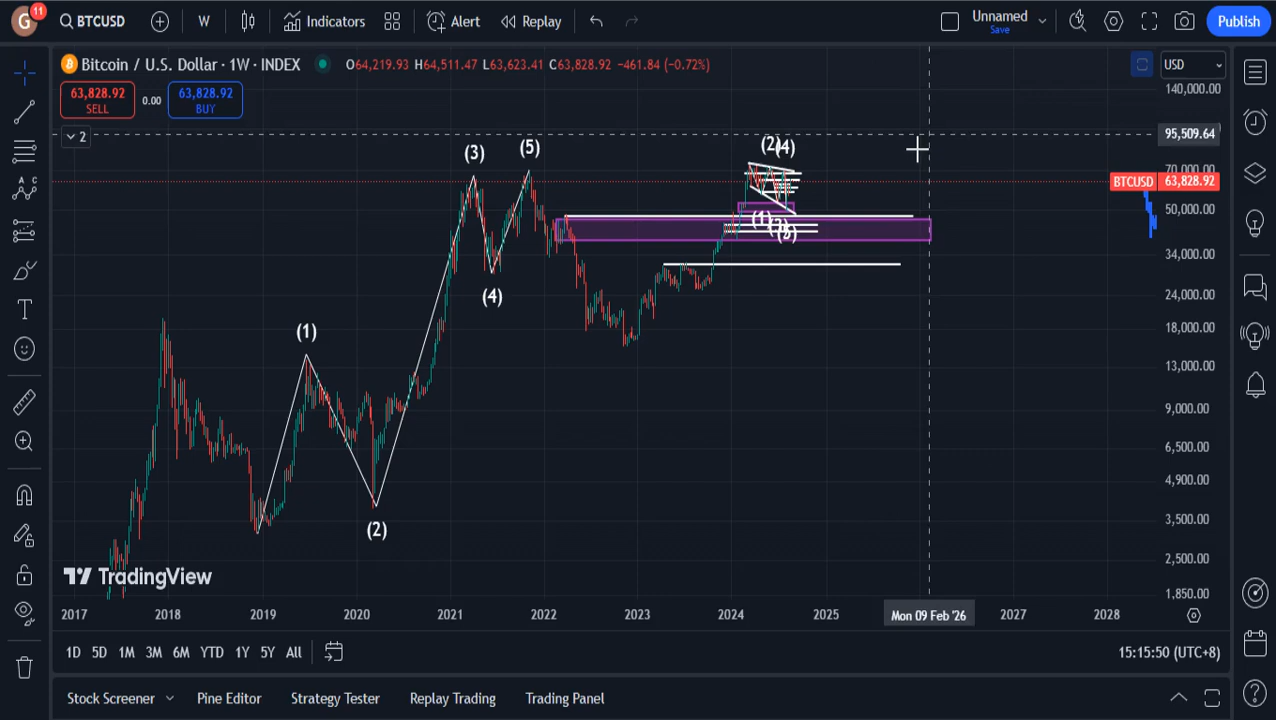 G 11 BTCUSD W Indicators Alert Replay Unnamed Save Publish
Bitcoin / U.S. Dollar · 1W · INDEX O64,219.93 H64,511.47 L63,623.41 C63,828.92 −461.84 (−0.72%) USD
63,828.92 SELL 0.00 63,828.92 BUY
2
140,000.00
95,509.64
70,000.00
BTCUSD 63,828.92
50,000.00
34,000.00
24,000.00
18,000.00
13,000.00
9,000.00
6,500.00
4,900.00
3,500.00
2,500.00
1,850.00
(3) (5) (2) (4)
(1)
(4)
(1)
(2)
TradingView
2017 2018 2019 2020 2021 2022 2023 2024 2025 Mon 09 Feb '26 2027 2028
1D 5D 1M 3M 6M YTD 1Y 5Y All 15:15:50 (UTC+8)
Stock Screener Pine Editor Strategy Tester Replay Trading Trading Panel